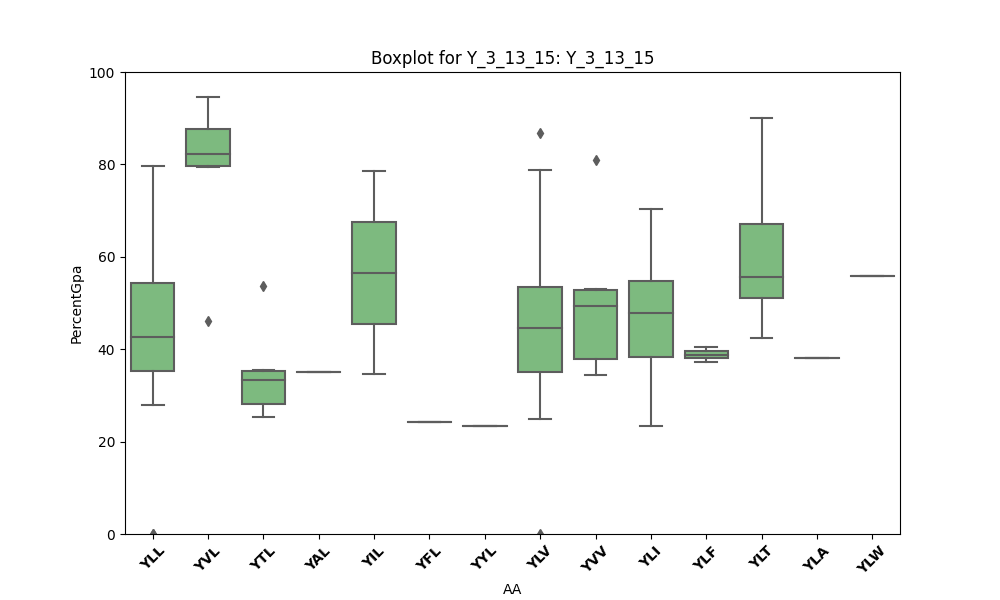 Boxplot for Y_3_13_15: Y_3_13_15
PercentGpa
100
80
60
40
20
0
YLL YVL YTL YAL YIL YFL YYL YLV YVV YLI YLF YLT YLA YLW
AA